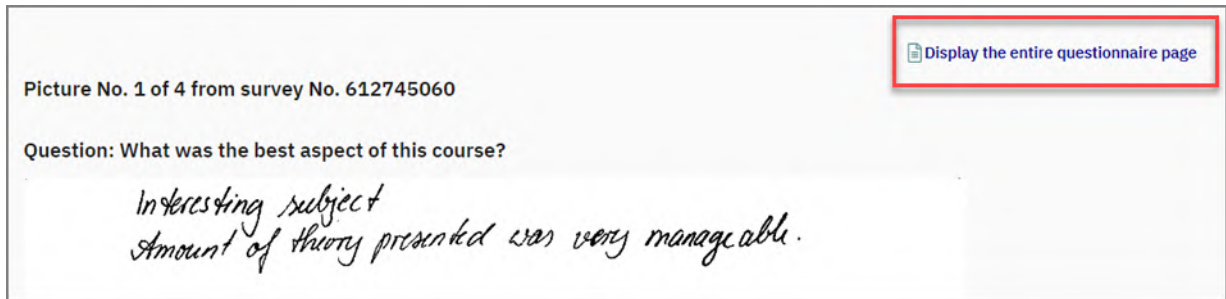 Display the entire questionnaire page
Picture No. 1 of 4 from survey No. 612745060
Question: What was the best aspect of this course?
Interesting subject
Amount of theory presented was very manageable.